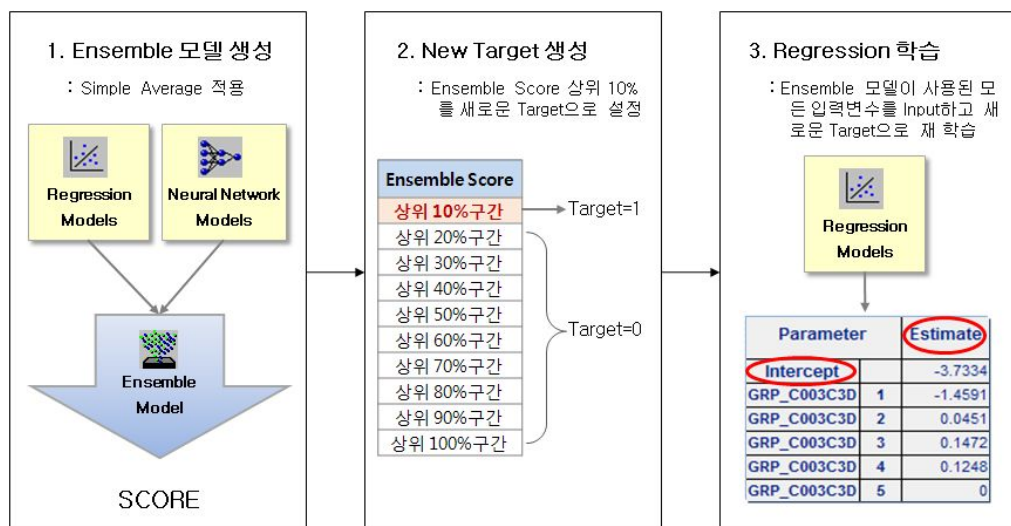 1. Ensemble 모델 생성
: Simple Average 적용
Regression
Models
Neural Network
Models
Ensemble
Model
SCORE
2. New Target 생성
: Ensemble Score 상위 10%
를 새로운 Target으로 설정
Ensemble Score
상위 10%구간
Target=1
상위 20%구간
상위 30%구간
상위 40%구간
상위 50%구간
상위 60%구간
상위 70%구간
상위 80%구간
상위 90%구간
상위 100%구간
Target=0
3. Regression 학습
: Ensemble 모델이 사용된 모
든 입력변수를 Input하고 새
로운 Target으로 재 학습
Regression
Models
Parameter Estimate
Intercept -3.7334
GRP_C003C3D 1 -1.4591
GRP_C003C3D 2 0.0451
GRP_C003C3D 3 0.1472
GRP_C003C3D 4 0.1248
GRP_C003C3D 5 0